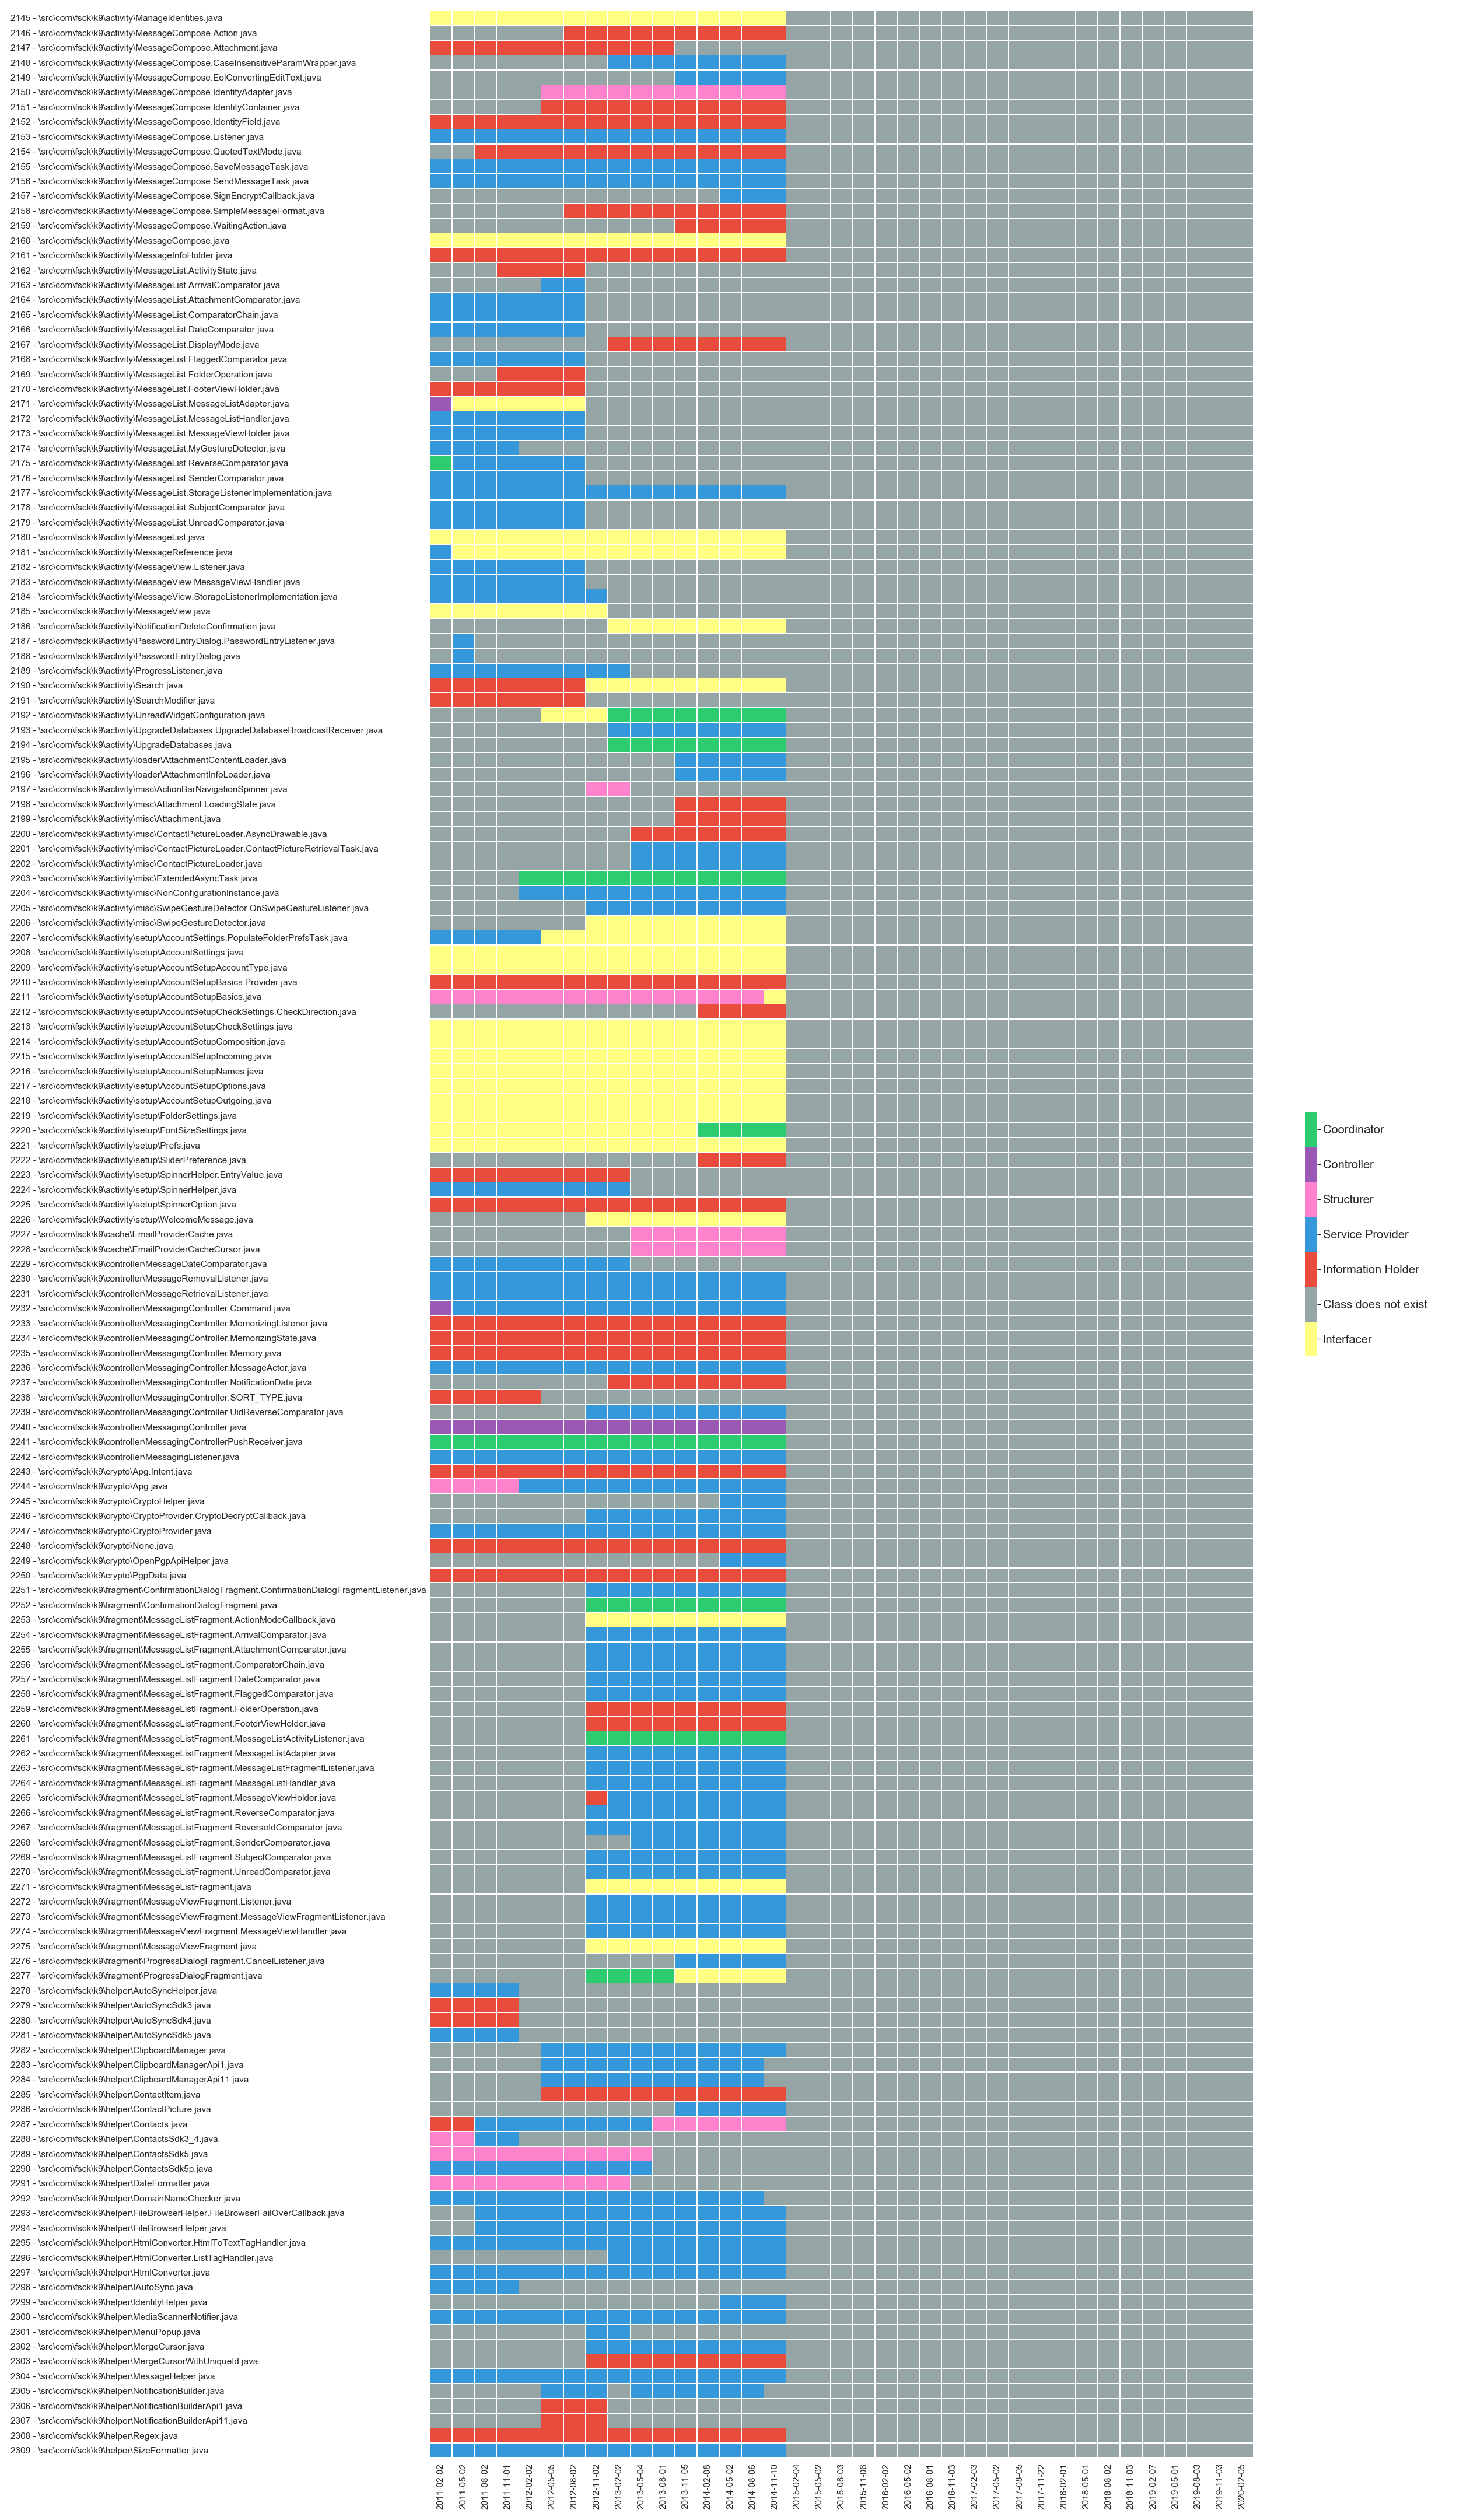 2145 - \src\com\fsck\k9\activity\ManageIdentities.java
2146 - \src\com\fsck\k9\activity\MessageCompose.Action.java
2147 - \src\com\fsck\k9\activity\MessageCompose.Attachment.java
2148 - \src\com\fsck\k9\activity\MessageCompose.CaseInsensitiveParamWrapper.java
2149 - \src\com\fsck\k9\activity\MessageCompose.EolConvertingEditText.java
2150 - \src\com\fsck\k9\activity\MessageCompose.IdentityAdapter.java
2151 - \src\com\fsck\k9\activity\MessageCompose.IdentityContainer.java
2152 - \src\com\fsck\k9\activity\MessageCompose.IdentityField.java
2153 - \src\com\fsck\k9\activity\MessageCompose.Listener.java
2154 - \src\com\fsck\k9\activity\MessageCompose.QuotedTextMode.java
2155 - \src\com\fsck\k9\activity\MessageCompose.SaveMessageTask.java
2156 - \src\com\fsck\k9\activity\MessageCompose.SendMessageTask.java
2157 - \src\com\fsck\k9\activity\MessageCompose.SignEncryptCallback.java
2158 - \src\com\fsck\k9\activity\MessageCompose.SimpleMessageFormat.java
2159 - \src\com\fsck\k9\activity\MessageCompose.WaitingAction.java
2160 - \src\com\fsck\k9\activity\MessageCompose.java
2161 - \src\com\fsck\k9\activity\MessageInfoHolder.java
2162 - \src\com\fsck\k9\activity\MessageList.ActivityState.java
2163 - \src\com\fsck\k9\activity\MessageList.ArrivalComparator.java
2164 - \src\com\fsck\k9\activity\MessageList.AttachmentComparator.java
2165 - \src\com\fsck\k9\activity\MessageList.ComparatorChain.java
2166 - \src\com\fsck\k9\activity\MessageList.DateComparator.java
2167 - \src\com\fsck\k9\activity\MessageList.DisplayMode.java
2168 - \src\com\fsck\k9\activity\MessageList.FlaggedComparator.java
2169 - \src\com\fsck\k9\activity\MessageList.FolderOperation.java
2170 - \src\com\fsck\k9\activity\MessageList.FooterViewHolder.java
2171 - \src\com\fsck\k9\activity\MessageList.MessageListAdapter.java
2172 - \src\com\fsck\k9\activity\MessageList.MessageListHandler.java
2173 - \src\com\fsck\k9\activity\MessageList.MessageViewHolder.java
2174 - \src\com\fsck\k9\activity\MessageList.MyGestureDetector.java
2175 - \src\com\fsck\k9\activity\MessageList.ReverseComparator.java
2176 - \src\com\fsck\k9\activity\MessageList.SenderComparator.java
2177 - \src\com\fsck\k9\activity\MessageList.StorageListenerImplementation.java
2178 - \src\com\fsck\k9\activity\MessageList.SubjectComparator.java
2179 - \src\com\fsck\k9\activity\MessageList.UnreadComparator.java
2180 - \src\com\fsck\k9\activity\MessageList.java
2181 - \src\com\fsck\k9\activity\MessageReference.java
2182 - \src\com\fsck\k9\activity\MessageView.Listener.java
2183 - \src\com\fsck\k9\activity\MessageView.MessageViewHandler.java
2184 - \src\com\fsck\k9\activity\MessageView.StorageListenerImplementation.java
2185 - \src\com\fsck\k9\activity\MessageView.java
2186 - \src\com\fsck\k9\activity\NotificationDeleteConfirmation.java
2187 - \src\com\fsck\k9\activity\PasswordEntryDialog.PasswordEntryListener.java
2188 - \src\com\fsck\k9\activity\PasswordEntryDialog.java
2189 - \src\com\fsck\k9\activity\ProgressListener.java
2190 - \src\com\fsck\k9\activity\Search.java
2191 - \src\com\fsck\k9\activity\SearchModifier.java
2192 - \src\com\fsck\k9\activity\UnreadWidgetConfiguration.java
2193 - \src\com\fsck\k9\activity\UpgradeDatabases.UpgradeDatabaseBroadcastReceiver.java
2194 - \src\com\fsck\k9\activity\UpgradeDatabases.java
2195 - \src\com\fsck\k9\activity\loader\AttachmentContentLoader.java
2196 - \src\com\fsck\k9\activity\loader\AttachmentInfoLoader.java
2197 - \src\com\fsck\k9\activity\misc\ActionBarNavigationSpinner.java
2198 - \src\com\fsck\k9\activity\misc\Attachment.LoadingState.java
2199 - \src\com\fsck\k9\activity\misc\Attachment.java
2200 - \src\com\fsck\k9\activity\misc\ContactPictureLoader.AsyncDrawable.java
2201 - \src\com\fsck\k9\activity\misc\ContactPictureLoader.ContactPictureRetrievalTask.java
2202 - \src\com\fsck\k9\activity\misc\ContactPictureLoader.java
2203 - \src\com\fsck\k9\activity\misc\ExtendedAsyncTask.java
2204 - \src\com\fsck\k9\activity\misc\NonConfigurationInstance.java
2205 - \src\com\fsck\k9\activity\misc\SwipeGestureDetector.OnSwipeGestureListener.java
2206 - \src\com\fsck\k9\activity\misc\SwipeGestureDetector.java
2207 - \src\com\fsck\k9\activity\setup\AccountSettings.PopulateFolderPrefsTask.java
2208 - \src\com\fsck\k9\activity\setup\AccountSettings.java
2209 - \src\com\fsck\k9\activity\setup\AccountSetupAccountType.java
2210 - \src\com\fsck\k9\activity\setup\AccountSetupBasics.Provider.java
2211 - \src\com\fsck\k9\activity\setup\AccountSetupBasics.java
2212 - \src\com\fsck\k9\activity\setup\AccountSetupCheckSettings.CheckDirection.java
2213 - \src\com\fsck\k9\activity\setup\AccountSetupCheckSettings.java
2214 - \src\com\fsck\k9\activity\setup\AccountSetupComposition.java
2215 - \src\com\fsck\k9\activity\setup\AccountSetupIncoming.java
2216 - \src\com\fsck\k9\activity\setup\AccountSetupNames.java
2217 - \src\com\fsck\k9\activity\setup\AccountSetupOptions.java
2218 - \src\com\fsck\k9\activity\setup\AccountSetupOutgoing.java
2219 - \src\com\fsck\k9\activity\setup\FolderSettings.java
2220 - \src\com\fsck\k9\activity\setup\FontSizeSettings.java
2221 - \src\com\fsck\k9\activity\setup\Prefs.java
2222 - \src\com\fsck\k9\activity\setup\SliderPreference.java
2223 - \src\com\fsck\k9\activity\setup\SpinnerHelper.EntryValue.java
2224 - \src\com\fsck\k9\activity\setup\SpinnerHelper.java
2225 - \src\com\fsck\k9\activity\setup\SpinnerOption.java
2226 - \src\com\fsck\k9\activity\setup\WelcomeMessage.java
2227 - \src\com\fsck\k9\cache\EmailProviderCache.java
2228 - \src\com\fsck\k9\cache\EmailProviderCacheCursor.java
2229 - \src\com\fsck\k9\controller\MessageDateComparator.java
2230 - \src\com\fsck\k9\controller\MessageRemovalListener.java
2231 - \src\com\fsck\k9\controller\MessageRetrievalListener.java
2232 - \src\com\fsck\k9\controller\MessagingController.Command.java
2233 - \src\com\fsck\k9\controller\MessagingController.MemorizingListener.java
2234 - \src\com\fsck\k9\controller\MessagingController.MemorizingState.java
2235 - \src\com\fsck\k9\controller\MessagingController.Memory.java
2236 - \src\com\fsck\k9\controller\MessagingController.MessageActor.java
2237 - \src\com\fsck\k9\controller\MessagingController.NotificationData.java
2238 - \src\com\fsck\k9\controller\MessagingController.SORT_TYPE.java
2239 - \src\com\fsck\k9\controller\MessagingController.UidReverseComparator.java
2240 - \src\com\fsck\k9\controller\MessagingController.java
2241 - \src\com\fsck\k9\controller\MessagingControllerPushReceiver.java
2242 - \src\com\fsck\k9\controller\MessagingListener.java
2243 - \src\com\fsck\k9\crypto\Apg.Intent.java
2244 - \src\com\fsck\k9\crypto\Apg.java
2245 - \src\com\fsck\k9\crypto\CryptoHelper.java
2246 - \src\com\fsck\k9\crypto\CryptoProvider.CryptoDecryptCallback.java
2247 - \src\com\fsck\k9\crypto\CryptoProvider.java
2248 - \src\com\fsck\k9\crypto\None.java
2249 - \src\com\fsck\k9\crypto\OpenPgpApiHelper.java
2250 - \src\com\fsck\k9\crypto\PgpData.java
2251 - \src\com\fsck\k9\fragment\ConfirmationDialogFragment.ConfirmationDialogFragmentListener.java
2252 - \src\com\fsck\k9\fragment\ConfirmationDialogFragment.java
2253 - \src\com\fsck\k9\fragment\MessageListFragment.ActionModeCallback.java
2254 - \src\com\fsck\k9\fragment\MessageListFragment.ArrivalComparator.java
2255 - \src\com\fsck\k9\fragment\MessageListFragment.AttachmentComparator.java
2256 - \src\com\fsck\k9\fragment\MessageListFragment.ComparatorChain.java
2257 - \src\com\fsck\k9\fragment\MessageListFragment.DateComparator.java
2258 - \src\com\fsck\k9\fragment\MessageListFragment.FlaggedComparator.java
2259 - \src\com\fsck\k9\fragment\MessageListFragment.FolderOperation.java
2260 - \src\com\fsck\k9\fragment\MessageListFragment.FooterViewHolder.java
2261 - \src\com\fsck\k9\fragment\MessageListFragment.MessageListActivityListener.java
2262 - \src\com\fsck\k9\fragment\MessageListFragment.MessageListAdapter.java
2263 - \src\com\fsck\k9\fragment\MessageListFragment.MessageListFragmentListener.java
2264 - \src\com\fsck\k9\fragment\MessageListFragment.MessageListHandler.java
2265 - \src\com\fsck\k9\fragment\MessageListFragment.MessageViewHolder.java
2266 - \src\com\fsck\k9\fragment\MessageListFragment.ReverseComparator.java
2267 - \src\com\fsck\k9\fragment\MessageListFragment.ReverseIdComparator.java
2268 - \src\com\fsck\k9\fragment\MessageListFragment.SenderComparator.java
2269 - \src\com\fsck\k9\fragment\MessageListFragment.SubjectComparator.java
2270 - \src\com\fsck\k9\fragment\MessageListFragment.UnreadComparator.java
2271 - \src\com\fsck\k9\fragment\MessageListFragment.java
2272 - \src\com\fsck\k9\fragment\MessageViewFragment.Listener.java
2273 - \src\com\fsck\k9\fragment\MessageViewFragment.MessageViewFragmentListener.java
2274 - \src\com\fsck\k9\fragment\MessageViewFragment.MessageViewHandler.java
2275 - \src\com\fsck\k9\fragment\MessageViewFragment.java
2276 - \src\com\fsck\k9\fragment\ProgressDialogFragment.CancelListener.java
2277 - \src\com\fsck\k9\fragment\ProgressDialogFragment.java
2278 - \src\com\fsck\k9\helper\AutoSyncHelper.java
2279 - \src\com\fsck\k9\helper\AutoSyncSdk3.java
2280 - \src\com\fsck\k9\helper\AutoSyncSdk4.java
2281 - \src\com\fsck\k9\helper\AutoSyncSdk5.java
2282 - \src\com\fsck\k9\helper\ClipboardManager.java
2283 - \src\com\fsck\k9\helper\ClipboardManagerApi1.java
2284 - \src\com\fsck\k9\helper\ClipboardManagerApi11.java
2285 - \src\com\fsck\k9\helper\ContactItem.java
2286 - \src\com\fsck\k9\helper\ContactPicture.java
2287 - \src\com\fsck\k9\helper\Contacts.java
2288 - \src\com\fsck\k9\helper\ContactsSdk3_4.java
2289 - \src\com\fsck\k9\helper\ContactsSdk5.java
2290 - \src\com\fsck\k9\helper\ContactsSdk5p.java
2291 - \src\com\fsck\k9\helper\DateFormatter.java
2292 - \src\com\fsck\k9\helper\DomainNameChecker.java
2293 - \src\com\fsck\k9\helper\FileBrowserHelper.FileBrowserFailOverCallback.java
2294 - \src\com\fsck\k9\helper\FileBrowserHelper.java
2295 - \src\com\fsck\k9\helper\HtmlConverter.HtmlToTextTagHandler.java
2296 - \src\com\fsck\k9\helper\HtmlConverter.ListTagHandler.java
2297 - \src\com\fsck\k9\helper\HtmlConverter.java
2298 - \src\com\fsck\k9\helper\IAutoSync.java
2299 - \src\com\fsck\k9\helper\IdentityHelper.java
2300 - \src\com\fsck\k9\helper\MediaScannerNotifier.java
2301 - \src\com\fsck\k9\helper\MenuPopup.java
2302 - \src\com\fsck\k9\helper\MergeCursor.java
2303 - \src\com\fsck\k9\helper\MergeCursorWithUniqueId.java
2304 - \src\com\fsck\k9\helper\MessageHelper.java
2305 - \src\com\fsck\k9\helper\NotificationBuilder.java
2306 - \src\com\fsck\k9\helper\NotificationBuilderApi1.java
2307 - \src\com\fsck\k9\helper\NotificationBuilderApi11.java
2308 - \src\com\fsck\k9\helper\Regex.java
2309 - \src\com\fsck\k9\helper\SizeFormatter.java
2011-02-02
2011-05-02
2011-08-02
2011-11-01
2012-02-02
2012-05-05
2012-08-02
2012-11-02
2013-02-02
2013-05-04
2013-08-01
2013-11-05
2014-02-08
2014-05-02
2014-08-06
2014-11-10
2015-02-04
2015-05-02
2015-08-03
2015-11-06
2016-02-02
2016-05-02
2016-08-01
2016-11-03
2017-02-03
2017-05-02
2017-08-05
2017-11-22
2018-02-01
2018-05-01
2018-08-02
2018-11-03
2019-02-07
2019-05-01
2019-08-03
2019-11-03
2020-02-05
Coordinator
Controller
Structurer
Service Provider
Information Holder
Class does not exist
Interfacer